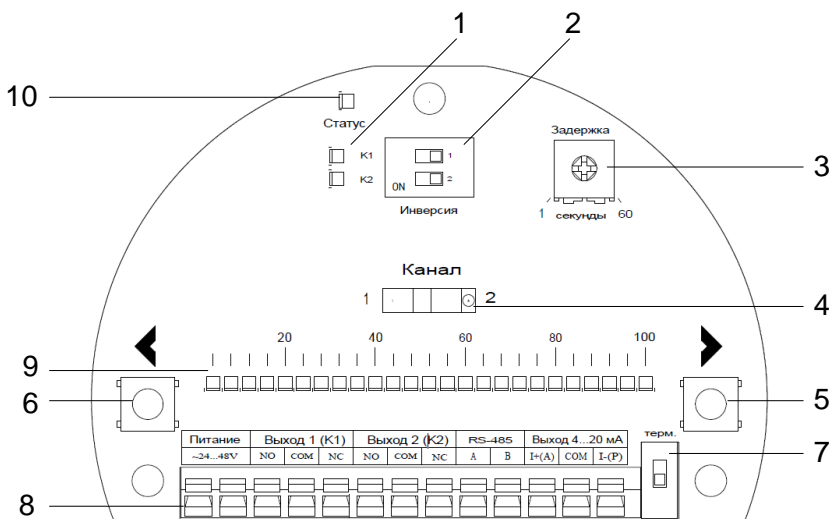 1 2
10
Статус
Задержка
K1 1
3
K2 ON 2
Инверсия
1 секунды 60
Канал
1 2
4
20 40 60 80 100
9
6 5
Питание Выход 1 (K1) Выход 2 (K2) RS-485 Выход 4...20 мА терм.
~24...48V NO COM NC NO COM NC A B I+(A) COM I-(P)
7
8